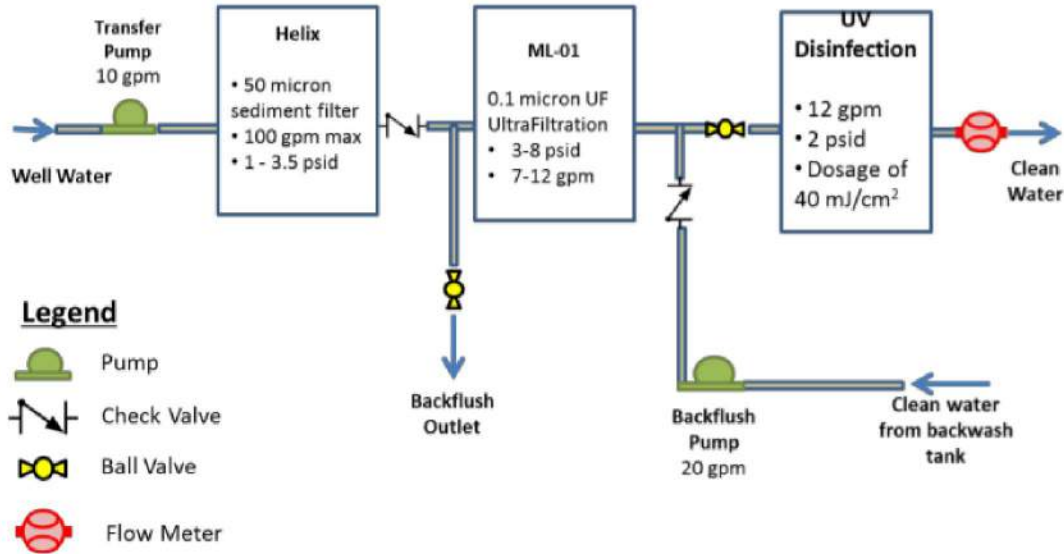 Transfer
Pump
10 gpm
Well Water
Helix
• 50 micron
sediment filter
• 100 gpm max
• 1 - 3.5 psid
ML-01
0.1 micron UF
UltraFiltration
• 3-8 psid
• 7-12 gpm
UV
Disinfection
• 12 gpm
• 2 psid
• Dosage of
40 mJ/cm²
Clean
Water
Backflush
Outlet
Backflush
Pump
20 gpm
Clean water
from backwash
tank
Legend
Pump
Check Valve
Ball Valve
Flow Meter